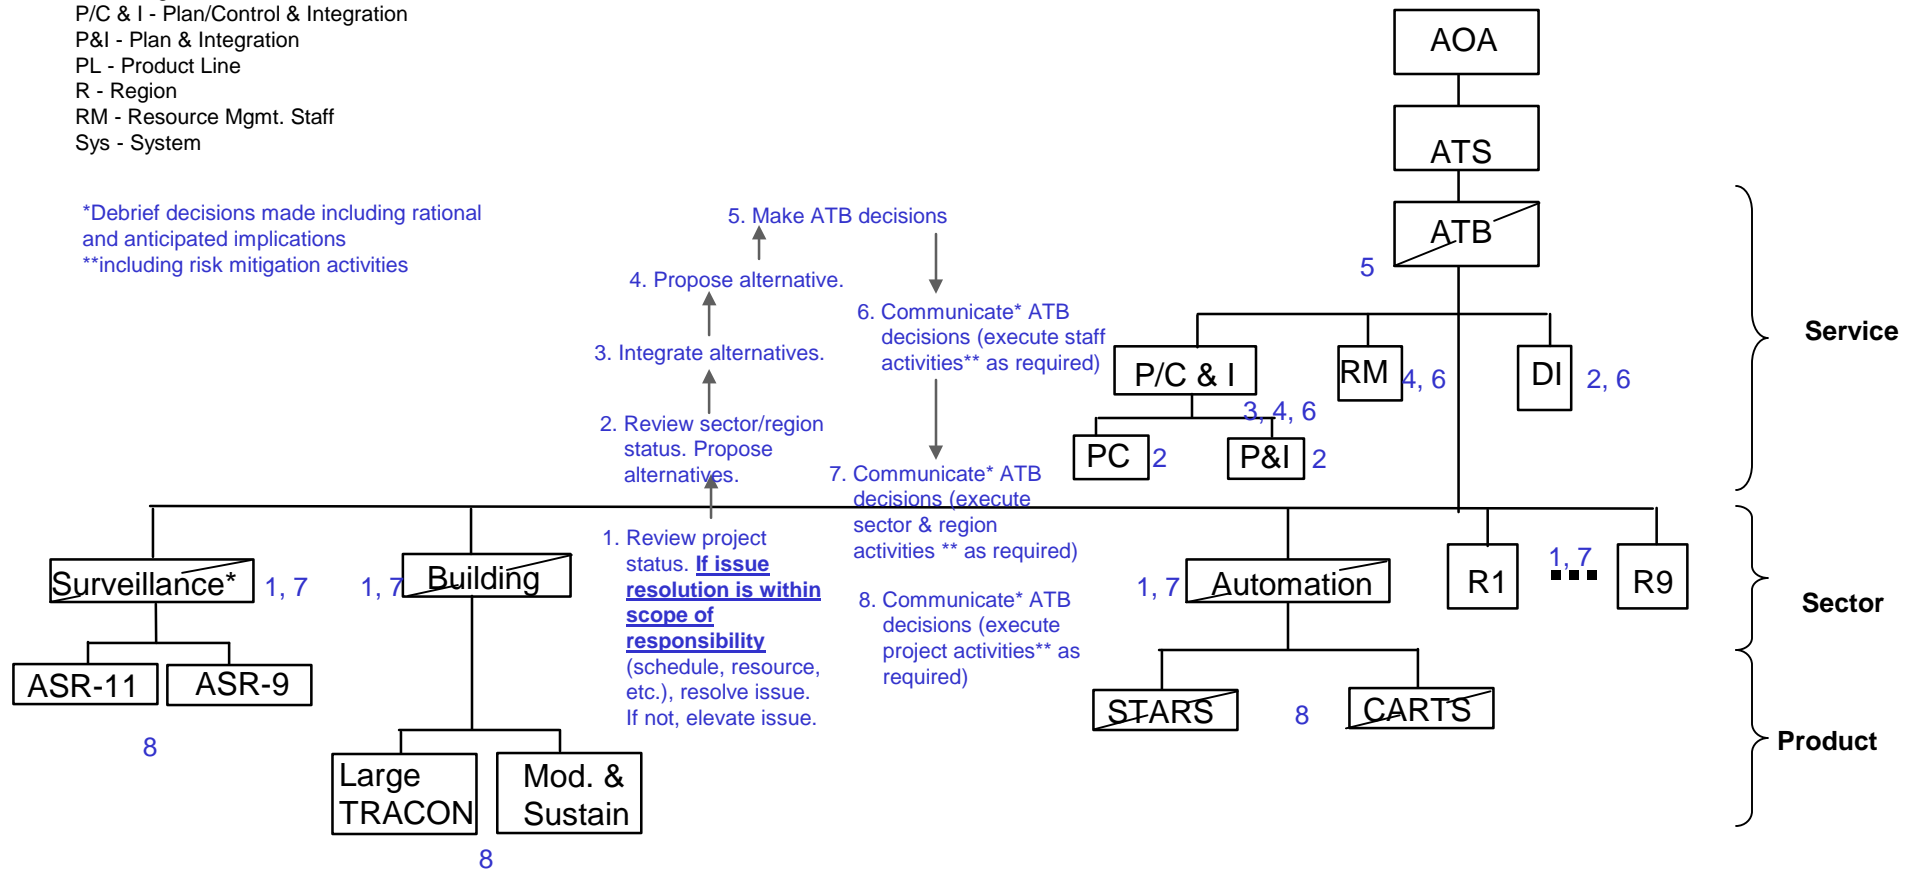 P/C & I - Plan/Control & Integration
P&I - Plan & Integration
PL - Product Line
R - Region
RM - Resource Mgmt. Staff
Sys - System
*Debrief decisions made including rational
and anticipated implications
**including risk mitigation activities
5. Make ATB decisions
4. Propose alternative.
3. Integrate alternatives.
2. Review sector/region
status. Propose
alternatives.
1. Review project
status. If issue
resolution is within
scope of
responsibility
(schedule, resource,
etc.), resolve issue.
If not, elevate issue.
6. Communicate* ATB
decisions (execute staff
activities** as required)
7. Communicate* ATB
decisions (execute
sector & region
activities ** as required)
8. Communicate* ATB
decisions (execute
project activities** as
required)
AOA
ATS
ATB
5
P/C & I
3, 4, 6
RM
4, 6
DI
2, 6
PC
2
P&I
2
Service
Surveillance*
1, 7
1, 7
Building
1, 7
Automation
R1
1, 7
R9
Sector
ASR-11
ASR-9
8
Large
TRACON
Mod. &
Sustain
8
STARS
8
CARTS
Product